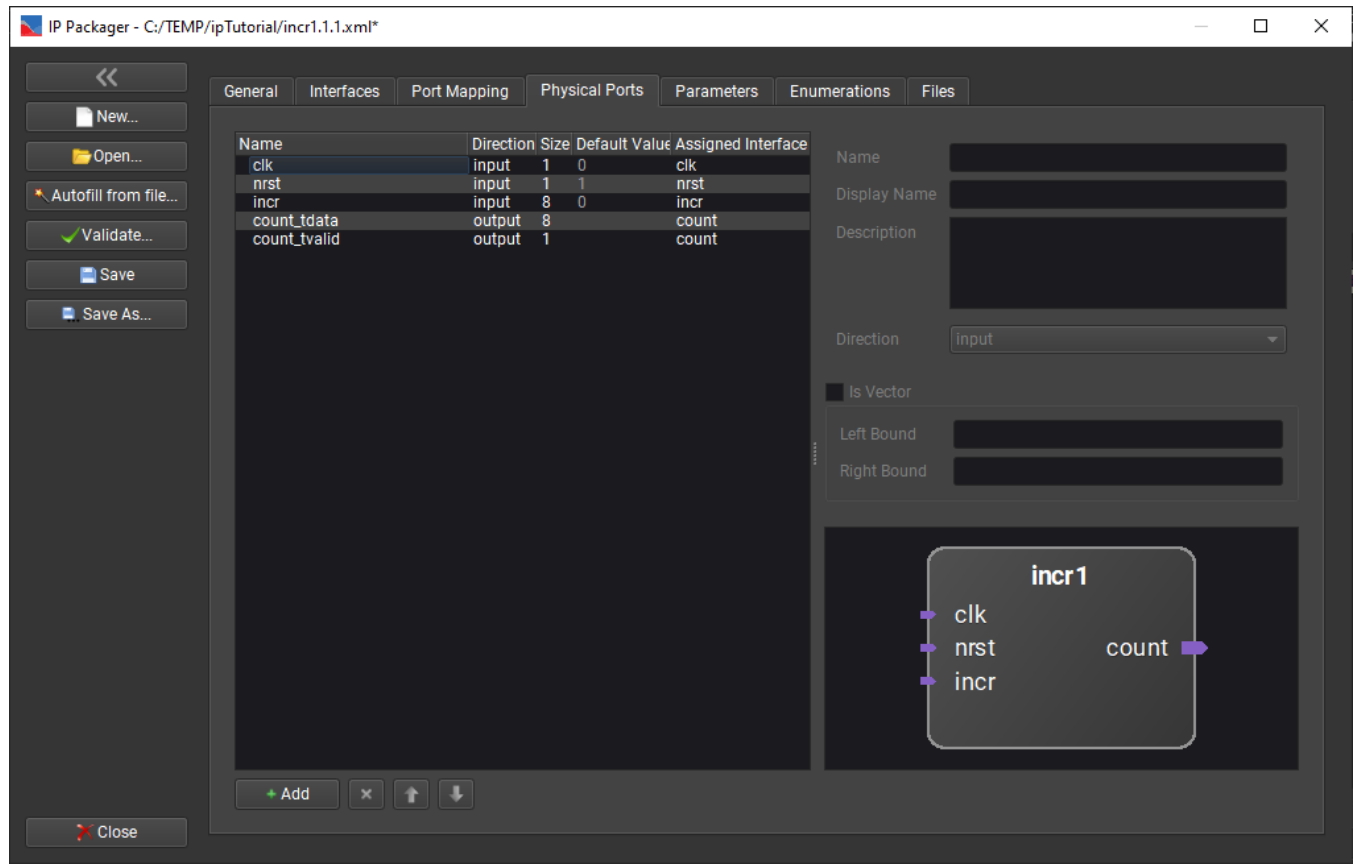 IP Packager - C:/TEMP/ipTutorial/incr1.1.1.xml*
New...
Open...
Autofill from file...
Validate...
Save
Save As...
Close
General Interfaces Port Mapping Physical Ports Parameters Enumerations Files
Name Direction Size Default Value Assigned Interface
clk input 1 0 clk
nrst input 1 1 nrst
incr input 8 0 incr
count_tdata output 8 count
count_tvalid output 1 count
+ Add
Name
Display Name
Description
Direction input
Is Vector
Left Bound
Right Bound
incr1
clk
nrst count
incr